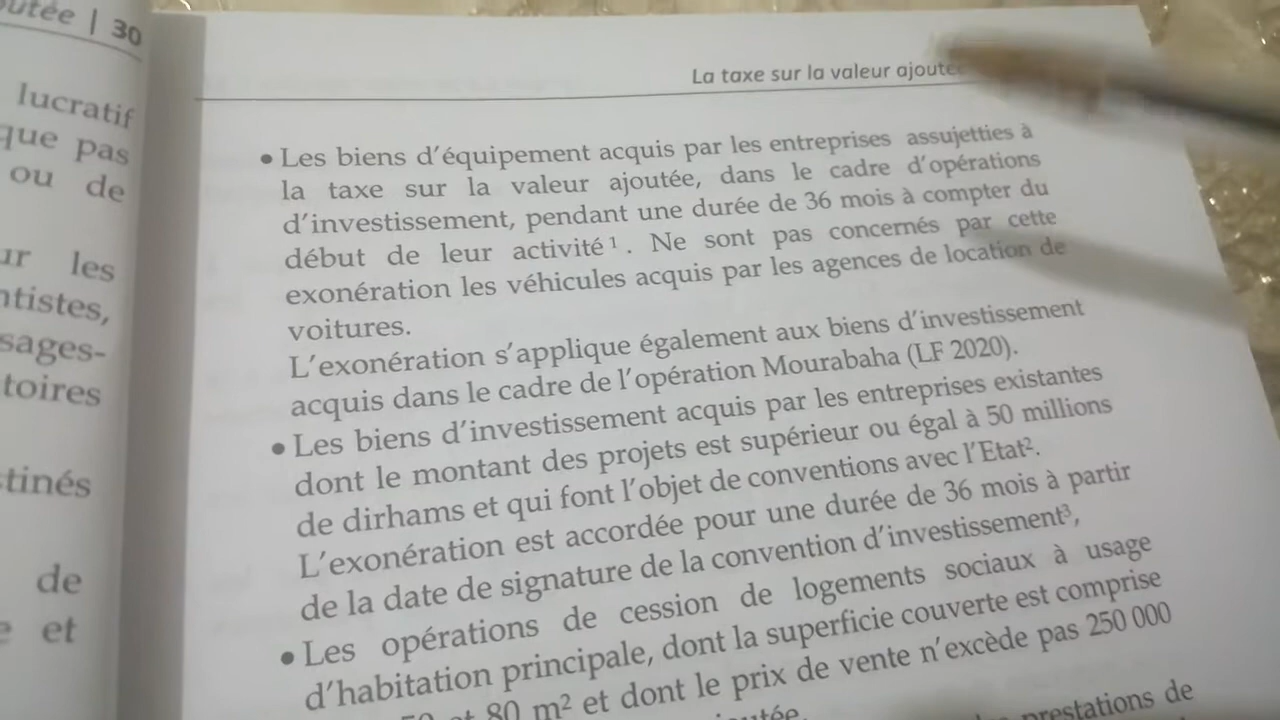 | 30
lucratif
que pas
ou de
les
sages-
de
et
La taxe sur la valeur ajoutée
• Les biens d'équipement acquis par les entreprises assujetties à
la taxe sur la valeur ajoutée, dans le cadre d'opérations
d'investissement, pendant une durée de 36 mois à compter du
début de leur activité¹. Ne sont pas concernés par cette
exonération les véhicules acquis par les agences de location de
voitures.
L'exonération s'applique également aux biens d'investissement
acquis dans le cadre de l'opération Mourabaha (LF 2020).
• Les biens d'investissement acquis par les entreprises existantes
dont le montant des projets est supérieur ou égal à 50 millions
de dirhams et qui font l'objet de conventions avec l'Etat².
L'exonération est accordée pour une durée de 36 mois à partir
de la date de signature de la convention d'investissement³,
• Les opérations de cession de logements sociaux à usage
d'habitation principale, dont la superficie couverte est comprise
80 m² et dont le prix de vente n'excède pas 250 000
prestations de